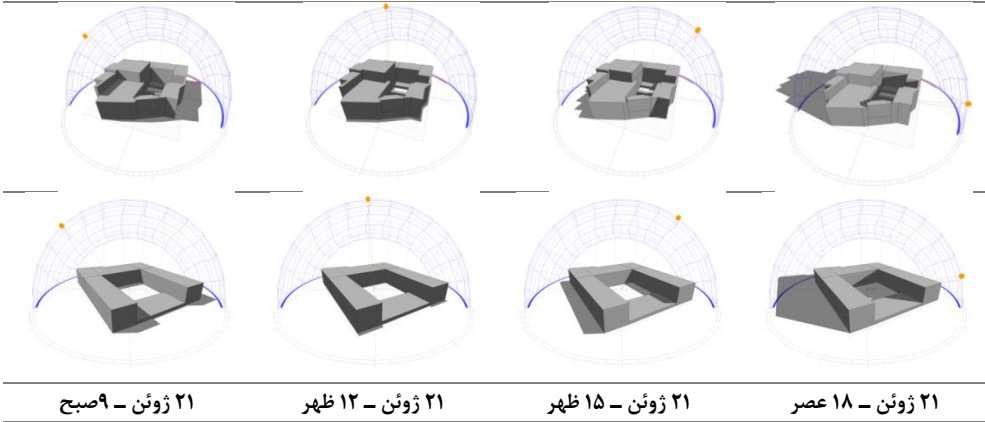 ۲۱ ژوئن – ۱۸ عصر
۲۱ ژوئن – ۱۵ ظهر
۲۱ ژوئن – ۱۲ ظهر
۲۱ ژوئن – ۹صبح